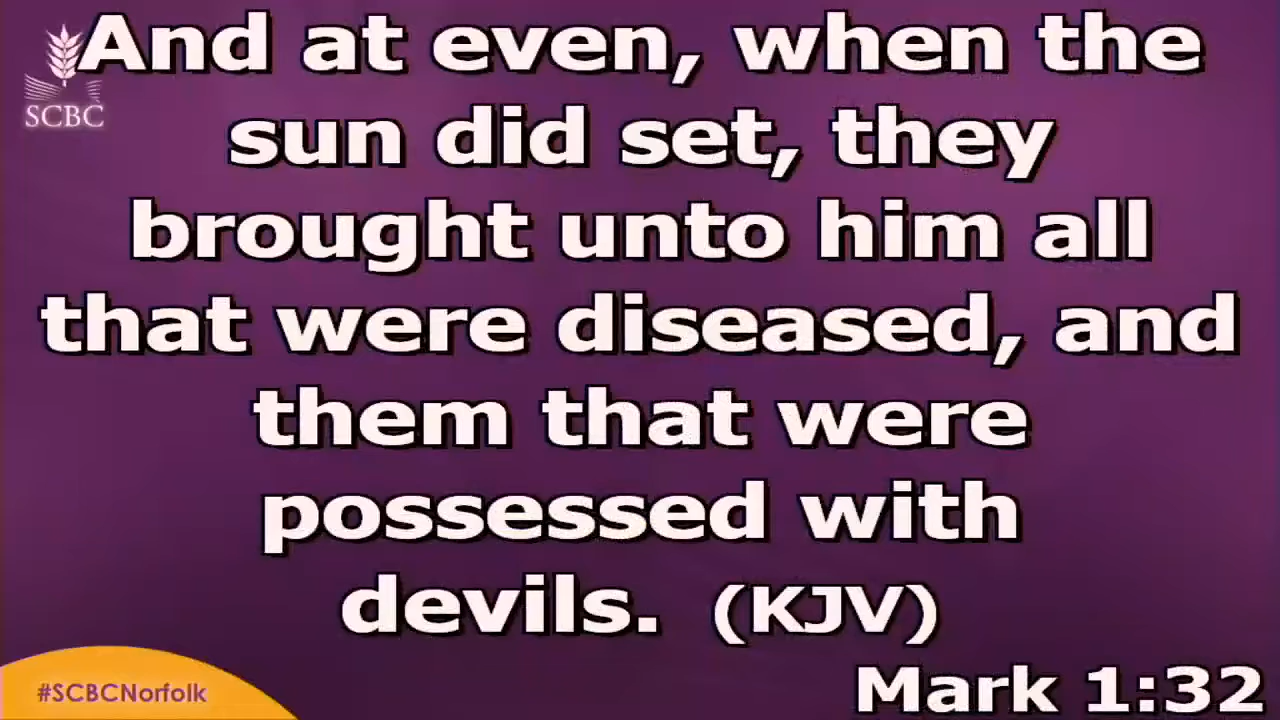 And at even, when the
SCBC
sun did set, they
brought unto him all
that were diseased, and
them that were
possessed with
devils. (KJV)
#SCBCNorfolk
Mark 1:32